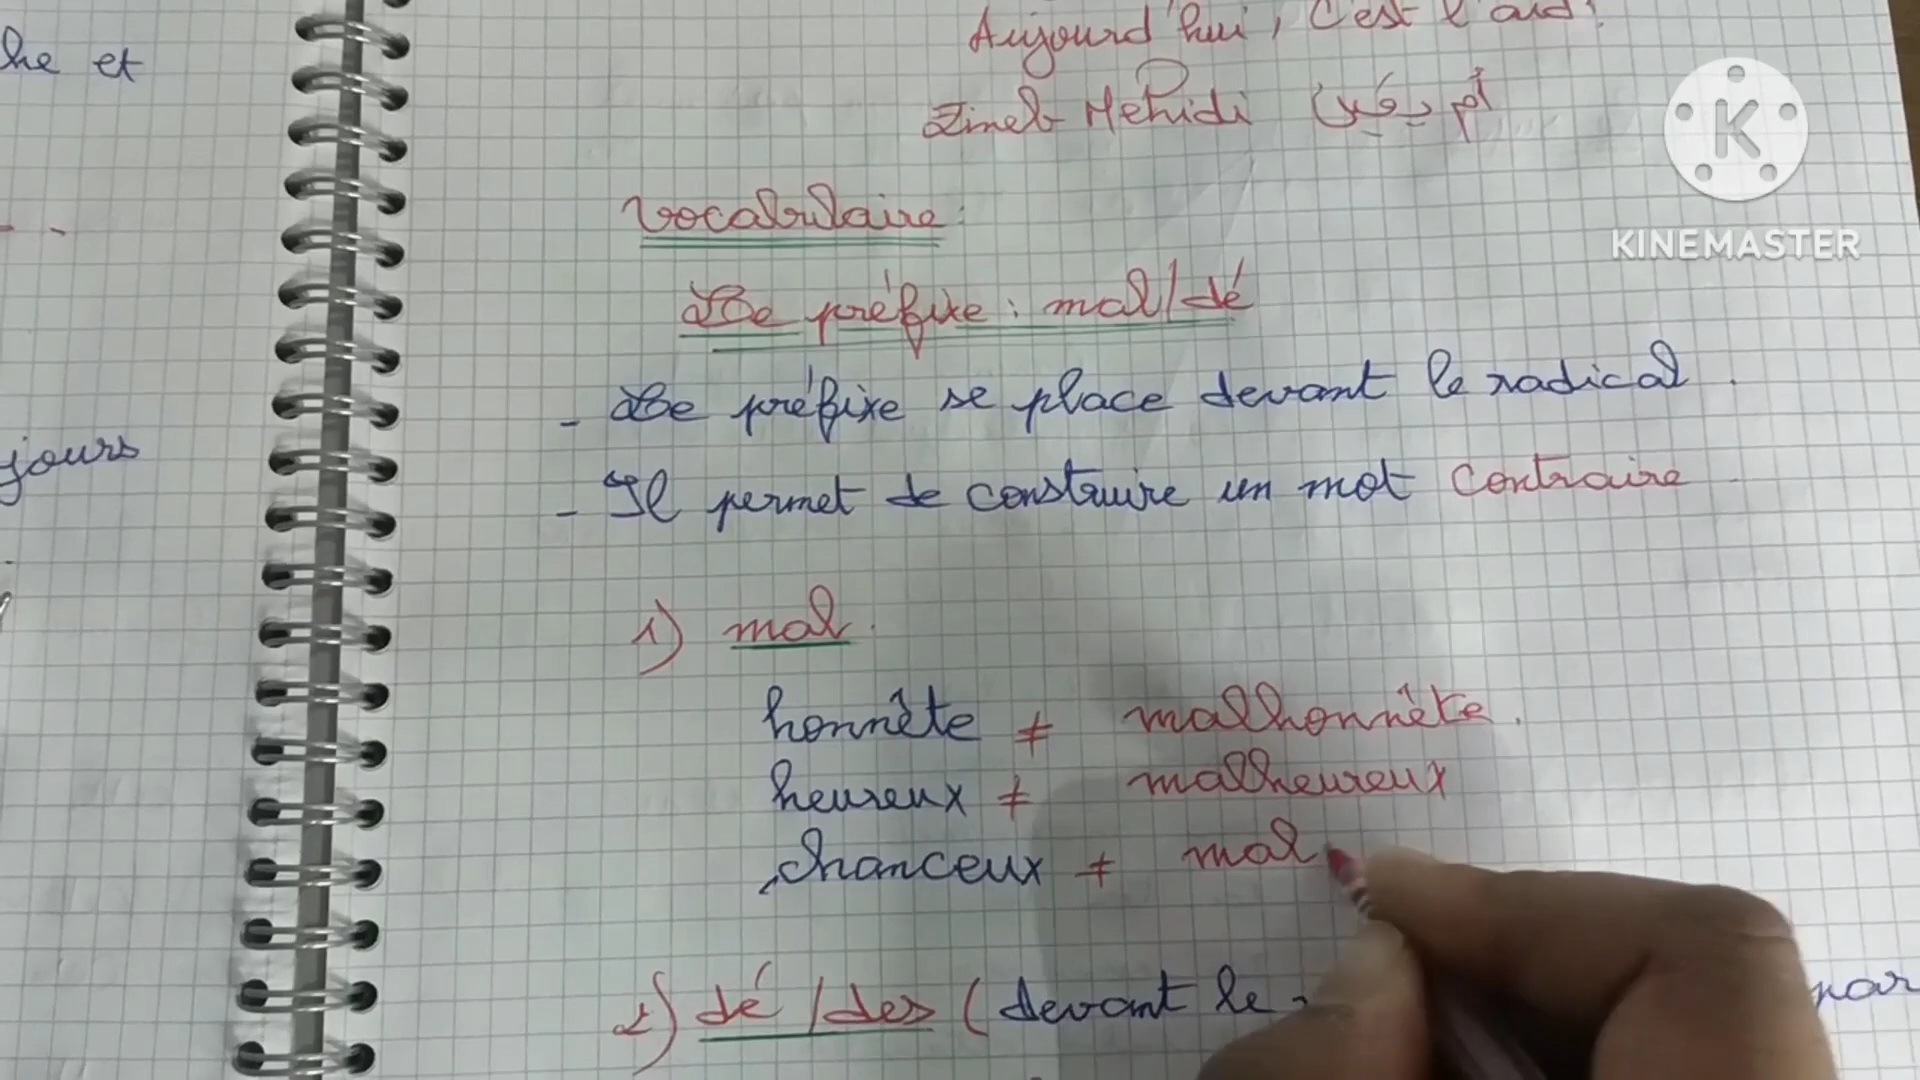 he et
jours
Aujourd'hui, C'est l'aid.
Zineb Mehidi أم
KINEMASTER
Vocabulaire:
Le préfixe: mal/dé
- Le préfixe se place devant le radical.
- Il permet de construire un mot Contraire
1) mal.
honnête ≠ malhonnête.
heureux ≠ malheureux
chanceux ≠ mal
2) dé/des (devant le
par